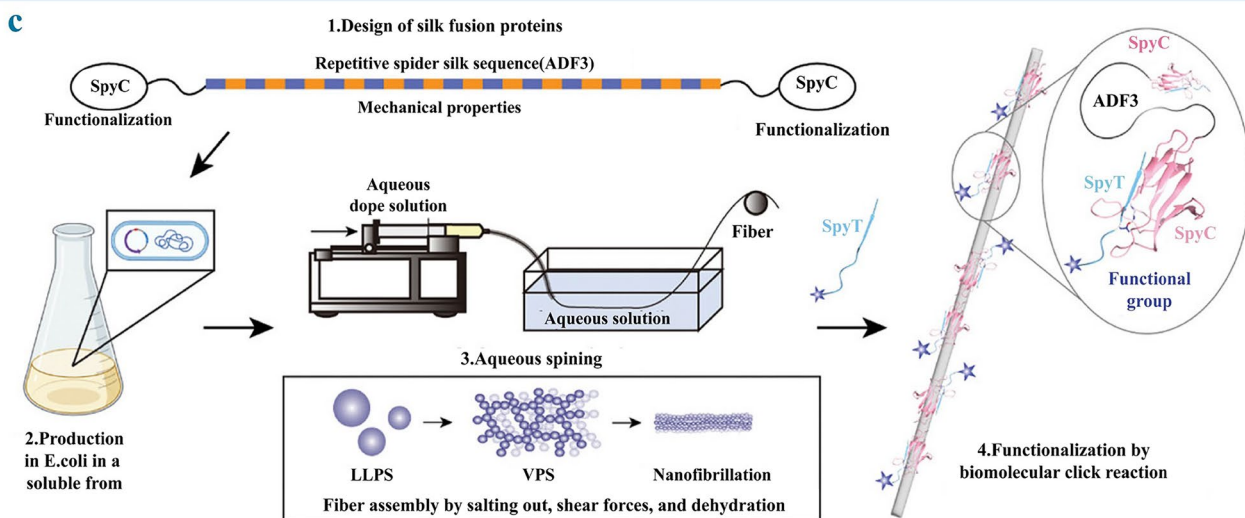 c
1.Design of silk fusion proteins
SpyC
Repetitive spider silk sequence(ADF3)
SpyC
Functionalization
Mechanical properties
Functionalization
Aqueous
dope solution
Fiber
Aqueous solution
2.Production
in E.coli in a
soluble from
3.Aqueous spining
LLPS
VPS
Nanofibrillation
Fiber assembly by salting out, shear forces, and dehydration
SpyT
SpyC
ADF3
SpyT
SpyC
Functional
group
4.Functionalization by
biomolecular click reaction